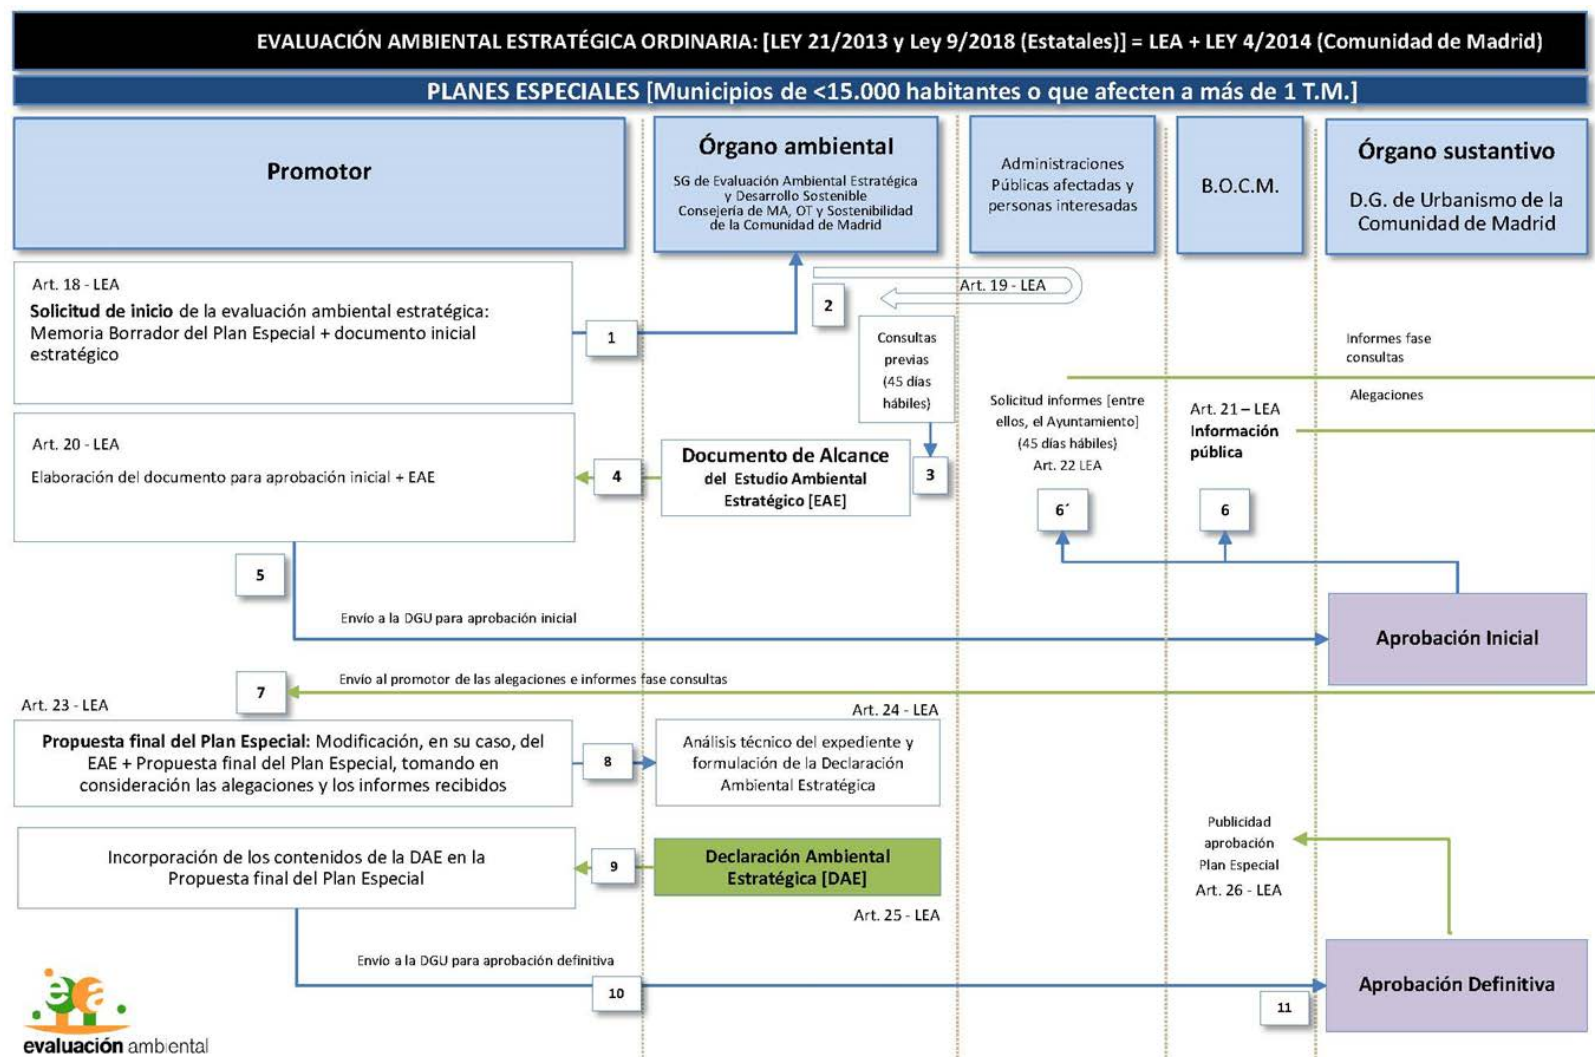 EVALUACIÓN AMBIENTAL ESTRATÉGICA ORDINARIA: [LEY 21/2013 y Ley 9/2018 (Estatales)] = LEA + LEY 4/2014 (Comunidad de Madrid)
PLANES ESPECIALES [Municipios de <15.000 habitantes o que afecten a más de 1 T.M.]
Promotor
Órgano ambiental
SG de Evaluación Ambiental Estratégica
y Desarrollo Sostenible
Consejería de MA, OT y Sostenibilidad
de la Comunidad de Madrid
Administraciones
Públicas afectadas y
personas interesadas
B.O.C.M.
Órgano sustantivo
D.G. de Urbanismo de la
Comunidad de Madrid
Art. 18 - LEA
Solicitud de inicio de la evaluación ambiental estratégica:
Memoria Borrador del Plan Especial + documento inicial
estratégico
1
2
Art. 19 - LEA
Consultas
previas
(45 días
hábiles)
Informes fase
consultas
Alegaciones
Solicitud informes [entre
ellos, el Ayuntamiento]
(45 días hábiles)
Art. 22 LEA
Art. 21 – LEA
Información
pública
Art. 20 - LEA
Elaboración del documento para aprobación inicial + EAE
4
Documento de Alcance
del Estudio Ambiental
Estratégico [EAE]
3
6´
6
5
Envío a la DGU para aprobación inicial
Aprobación Inicial
7
Envío al promotor de las alegaciones e informes fase consultas
Art. 23 - LEA
Art. 24 - LEA
Propuesta final del Plan Especial: Modificación, en su caso, del
EAE + Propuesta final del Plan Especial, tomando en
consideración las alegaciones y los informes recibidos
8
Análisis técnico del expediente y
formulación de la Declaración
Ambiental Estratégica
Incorporación de los contenidos de la DAE en la
Propuesta final del Plan Especial
9
Declaración Ambiental
Estratégica [DAE]
Art. 25 - LEA
Publicidad
aprobación
Plan Especial
Art. 26 - LEA
Envío a la DGU para aprobación definitiva
10
11
Aprobación Definitiva
ea
evaluación ambiental